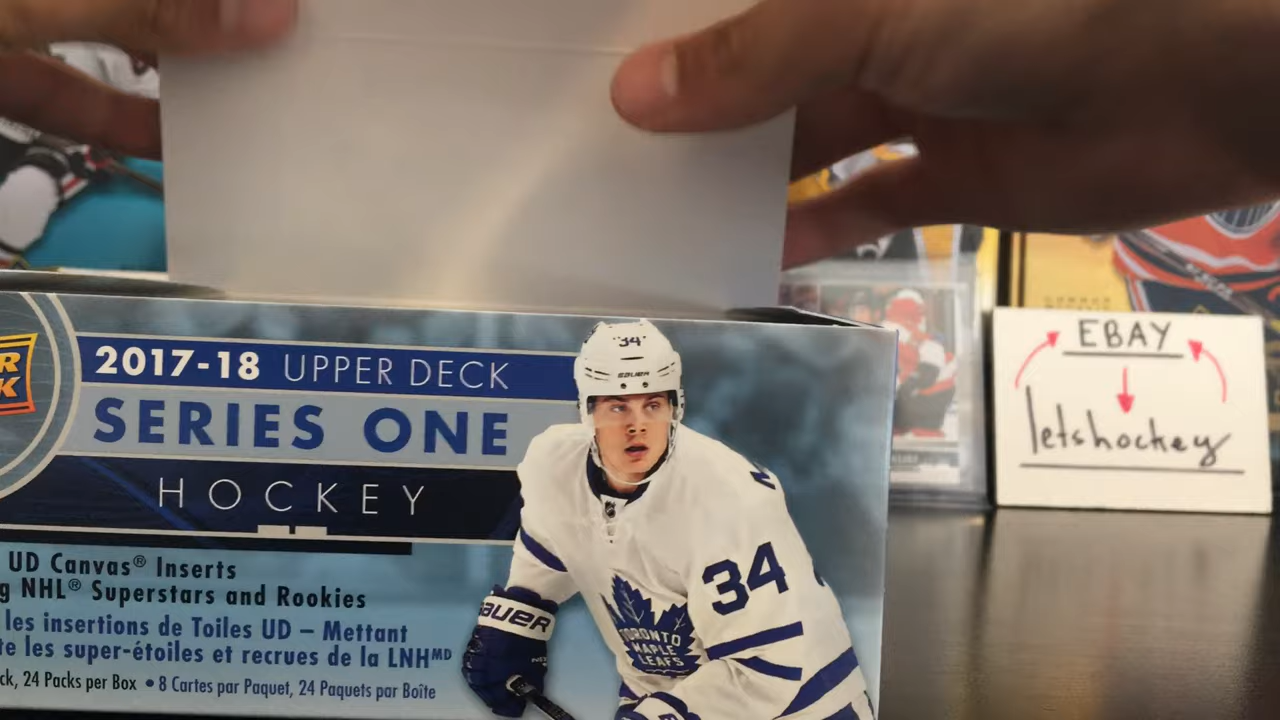 2017-18 UPPER DECK
SERIES ONE
HOCKEY
UD Canvas® Inserts
NHL® Superstars and Rookies
les insertions de Toiles UD – Mettant
les super-étoiles et recrues de la LNHMD
24 Packs per Box • 8 Cartes par Paquet, 24 Paquets par Boîte
34
BAUER
34
BAUER
TORONTO
MAPLE
LEAFS
EBAY
letshockey